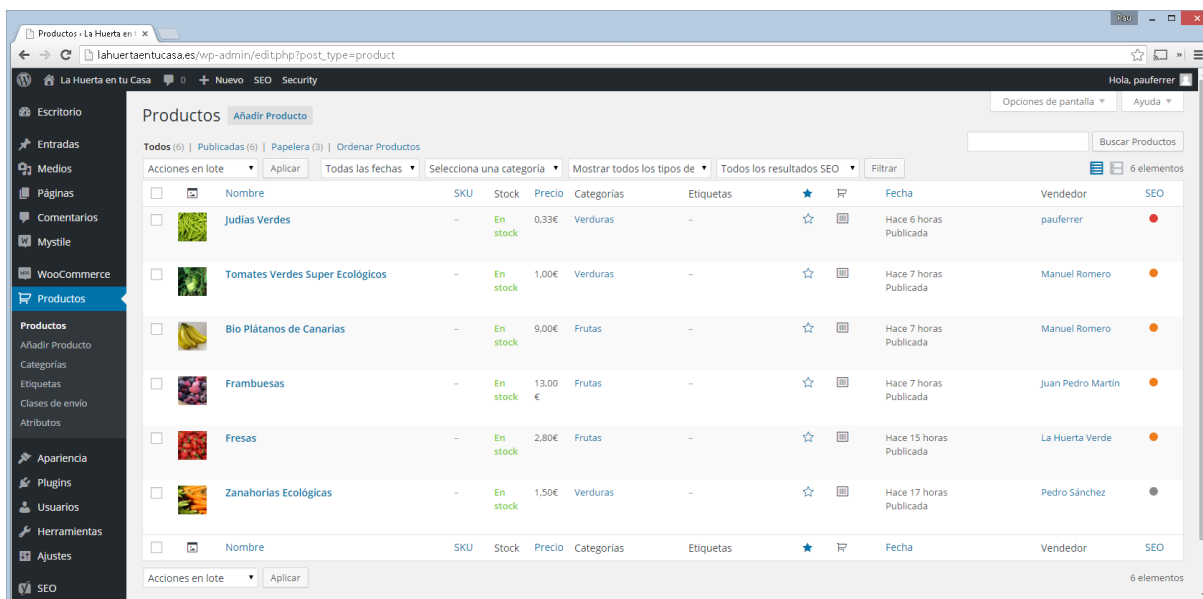 Pau
Productos ‹ La Huerta en t
lahuertaentucasa.es/wp-admin/edit.php?post_type=product
La Huerta en tu Casa 0 + Nuevo SEO Security Hola, pauferrer
Opciones de pantalla Ayuda
Productos Añadir Producto
Todos (6) | Publicadas (6) | Papelera (3) | Ordenar Productos Buscar Productos
Acciones en lote Aplicar Todas las fechas Selecciona una categoría Mostrar todos los tipos de Todos los resultados SEO Filtrar 6 elementos
Nombre SKU Stock Precio Categorías Etiquetas Fecha Vendedor SEO
Judías Verdes – En stock 0,33€ Verduras – Hace 6 horas Publicada pauferrer
Tomates Verdes Super Ecológicos – En stock 1,00€ Verduras – Hace 7 horas Publicada Manuel Romero
Bio Plátanos de Canarias – En stock 9,00€ Frutas – Hace 7 horas Publicada Manuel Romero
Frambuesas – En stock 13,00 € Frutas – Hace 7 horas Publicada Juan Pedro Martín
Fresas – En stock 2,80€ Frutas – Hace 15 horas Publicada La Huerta Verde
Zanahorias Ecológicas – En stock 1,50€ Verduras – Hace 17 horas Publicada Pedro Sánchez
Nombre SKU Stock Precio Categorías Etiquetas Fecha Vendedor SEO
Acciones en lote Aplicar 6 elementos
Escritorio
Entradas
Medios
Páginas
Comentarios
Mystile
WooCommerce
Productos
Productos
Añadir Producto
Categorías
Etiquetas
Clases de envío
Atributos
Apariencia
Plugins
Usuarios
Herramientas
Ajustes
SEO